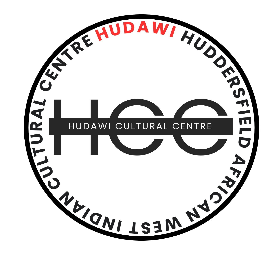 HUDAWI HUDDERSFIELD AFRICAN WEST INDIAN CULTURAL CENTRE
HCC
HUDAWI CULTURAL CENTRE